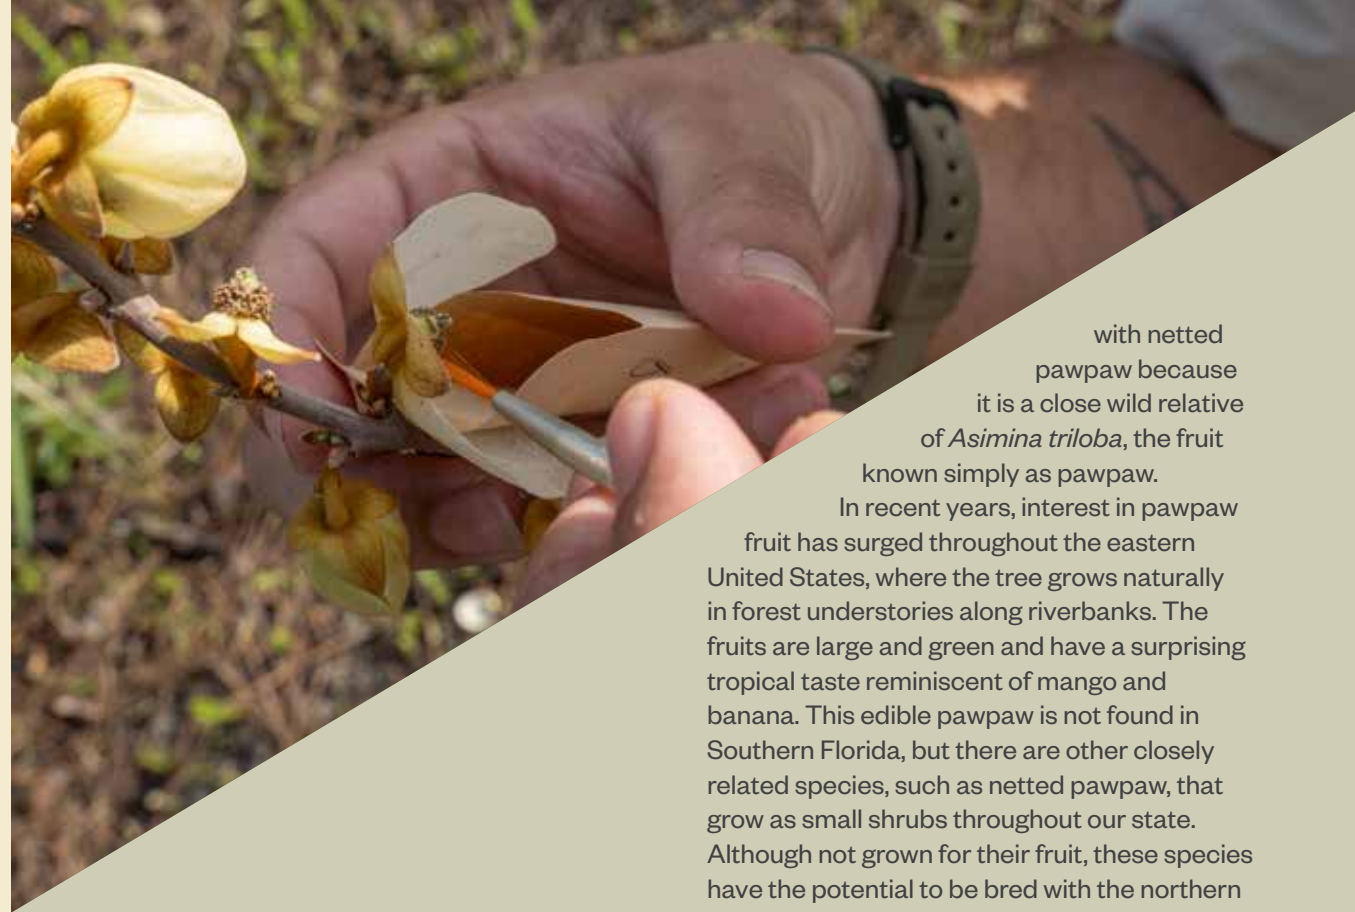 with netted
pawpaw because
it is a close wild relative
of Asimina triloba, the fruit
known simply as pawpaw.
In recent years, interest in pawpaw
fruit has surged throughout the eastern
United States, where the tree grows naturally
in forest understories along riverbanks. The
fruits are large and green and have a surprising
tropical taste reminiscent of mango and
banana. This edible pawpaw is not found in
Southern Florida, but there are other closely
related species, such as netted pawpaw, that
grow as small shrubs throughout our state.
Although not grown for their fruit, these species
have the potential to be bred with the northern